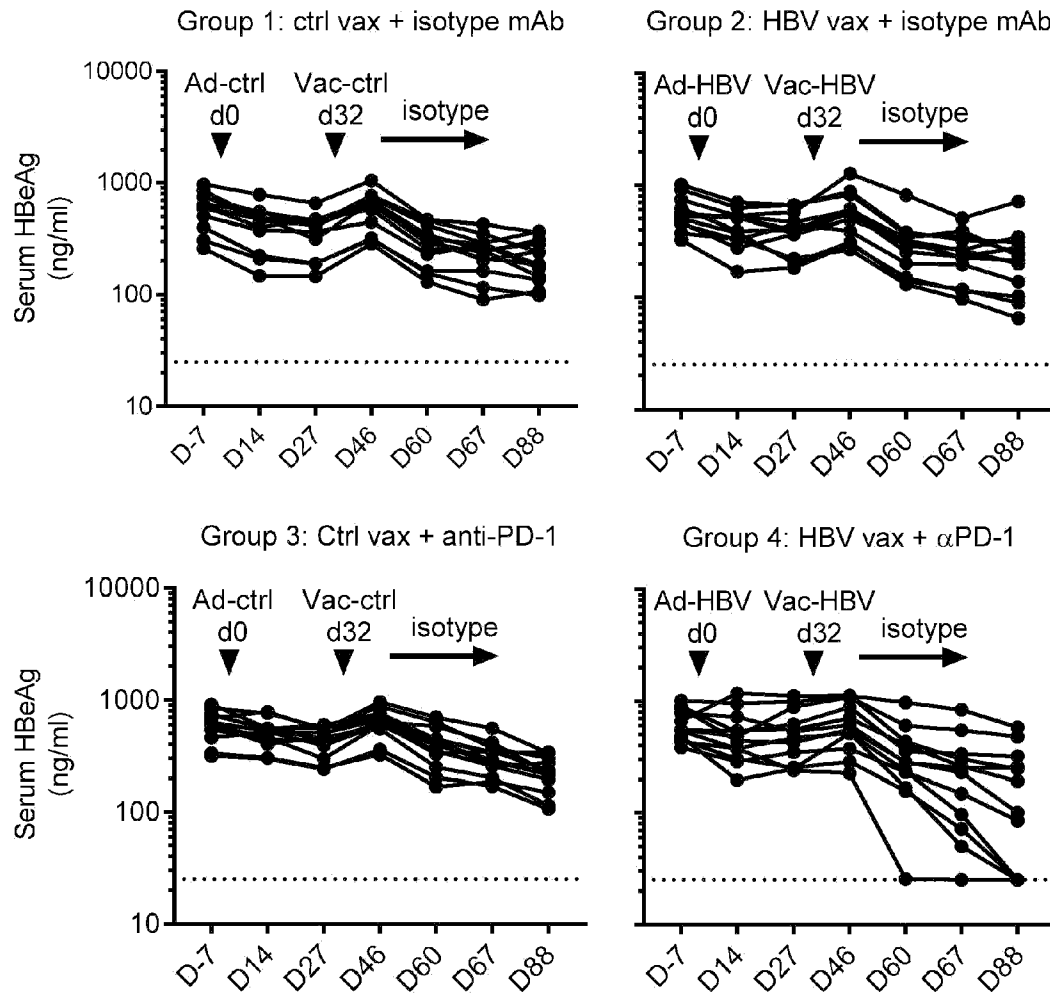 Group 1: ctrl vax + isotype mAb
Ad-ctrl Vac-ctrl
d0 d32 isotype
10000
1000
100
10
Serum HBeAg
(ng/ml)
D-7 D14 D27 D46 D60 D67 D88
Group 2: HBV vax + isotype mAb
Ad-HBV Vac-HBV
d0 d32 isotype
D-7 D14 D27 D46 D60 D67 D88
Group 3: Ctrl vax + anti-PD-1
Ad-ctrl Vac-ctrl
d0 d32 isotype
10000
1000
100
10
Serum HBeAg
(ng/ml)
D-7 D14 D27 D46 D60 D67 D88
Group 4: HBV vax + αPD-1
Ad-HBV Vac-HBV
d0 d32 isotype
D-7 D14 D27 D46 D60 D67 D88